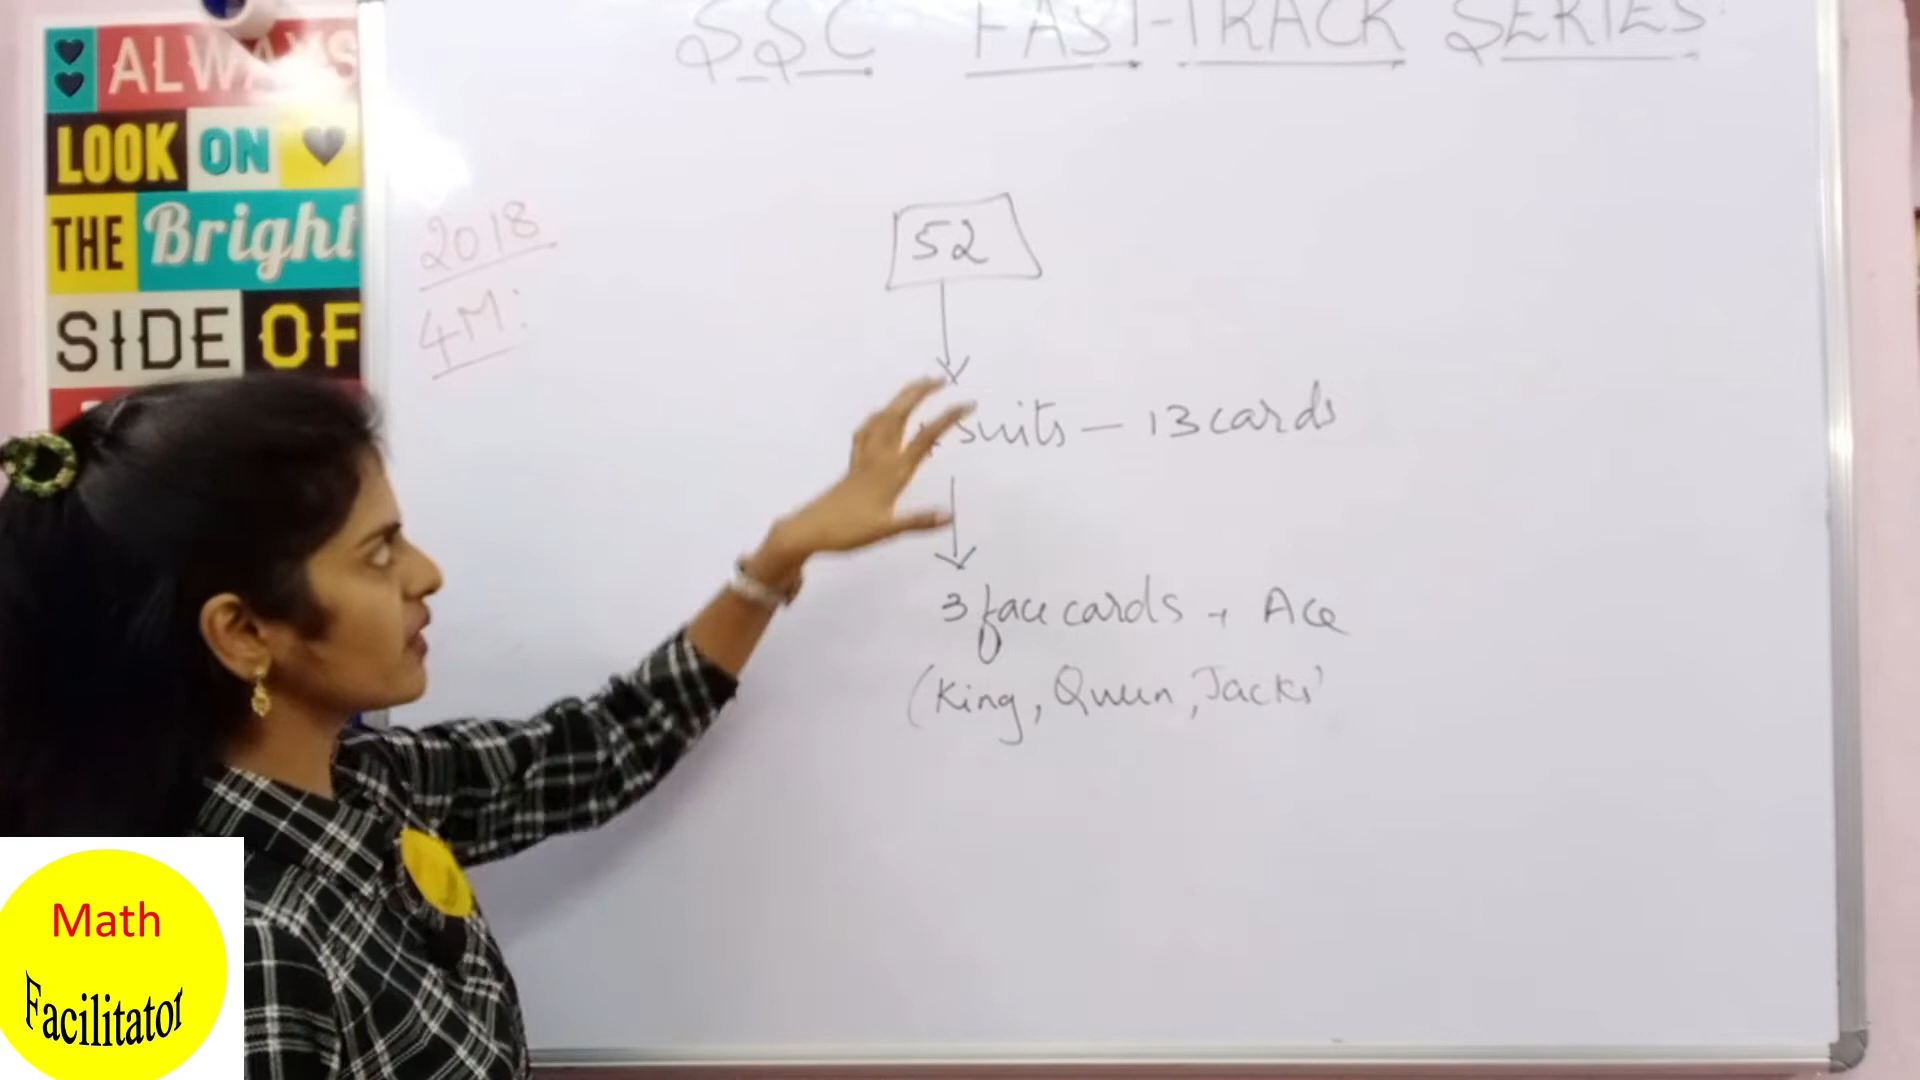 SSC FAST-TRACK SERIES
ALWAYS
LOOK ON
THE Bright
SIDE OF
2018
4M:
52
suits — 13 cards
3 face cards + Ace
(King, Queen, Jacks)
Math
Facilitator